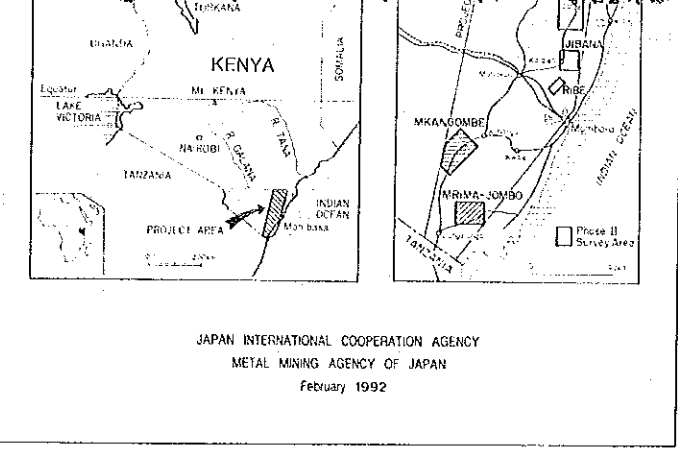 TURKANA
UGANDA
KENYA
SOMALIA
Equator
Mt. KENYA
LAKE
VICTORIA
NAIROBI
R. GALANA
R. TANA
TANZANIA
INDIAN
OCEAN
PROJECT AREA
Mombasa
JIBANA
RIBE
Mombasa
MKANGOMBE
INDIAN OCEAN
MRIMA-JOMBO
TANZANIA
Phase II
Survey Area
JAPAN INTERNATIONAL COOPERATION AGENCY
METAL MINING AGENCY OF JAPAN
February 1992